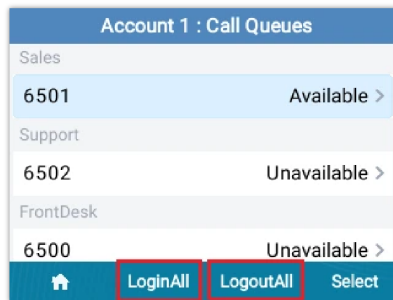 Account 1 : Call Queues
Sales
6501 Available >
Support
6502 Unavailable >
FrontDesk
6500 Unavailable >
LoginAll LogoutAll Select